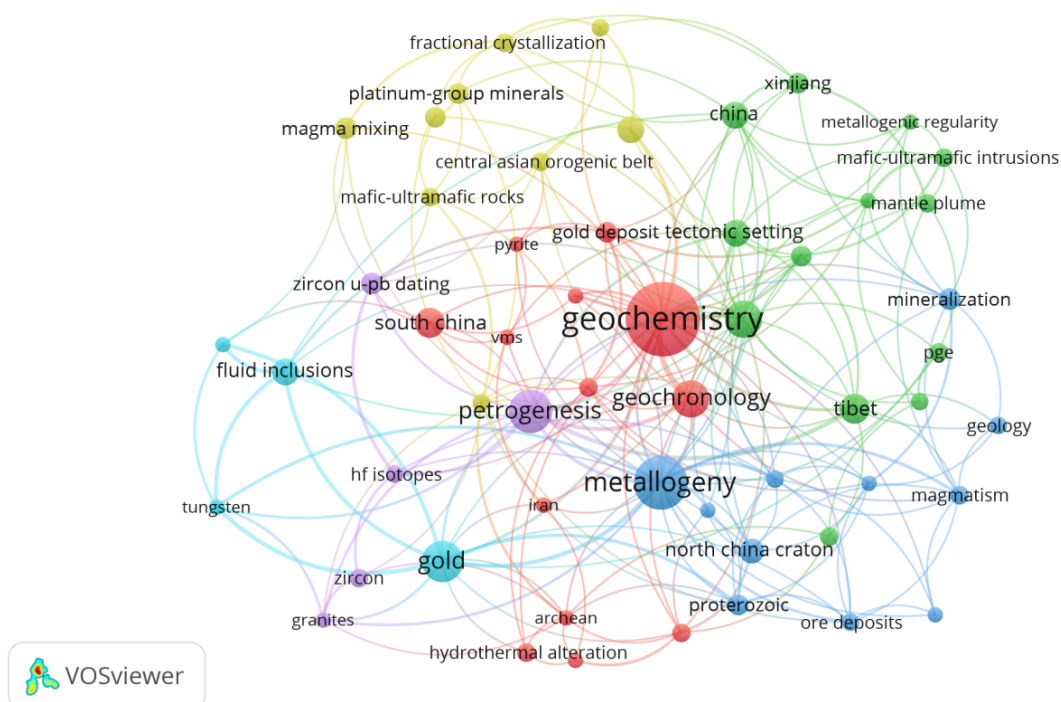 fractional crystallization
xinjiang
platinum-group minerals
china
metallogenic regularity
magma mixing
central asian orogenic belt
mafic-ultramafic intrusions
mafic-ultramafic rocks
mantle plume
gold deposit
tectonic setting
pyrite
zircon u-pb dating
mineralization
geochemistry
south china
vms
pge
fluid inclusions
geochronology
petrogenesis
tibet
geology
hf isotopes
metallogeny
magmatism
tungsten
iran
north china craton
gold
zircon
proterozoic
granites
archean
ore deposits
hydrothermal alteration
VOSviewer